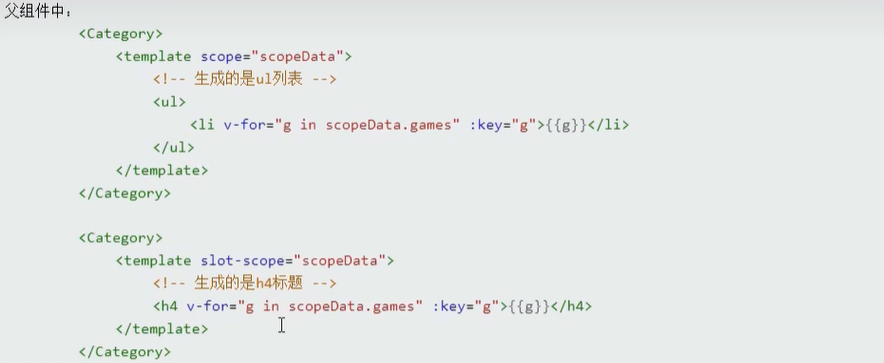 父组件中：
<Category>
<template scope="scopeData">
<!-- 生成的是ul列表 -->
<ul>
<li v-for="g in scopeData.games" :key="g">{{g}}</li>
</ul>
</template>
</Category>
<Category>
<template slot-scope="scopeData">
<!-- 生成的是h4标题 -->
<h4 v-for="g in scopeData.games" :key="g">{{g}}</h4>
</template>
</Category>